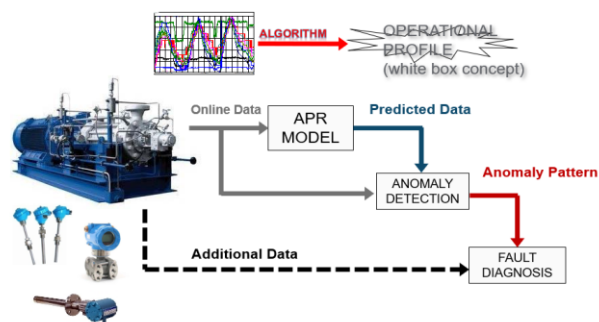 ALGORITHM
OPERATIONAL
PROFILE
(white box concept)
Online Data
APR
MODEL
Predicted Data
ANOMALY
DETECTION
Anomaly Pattern
Additional Data
FAULT
DIAGNOSIS